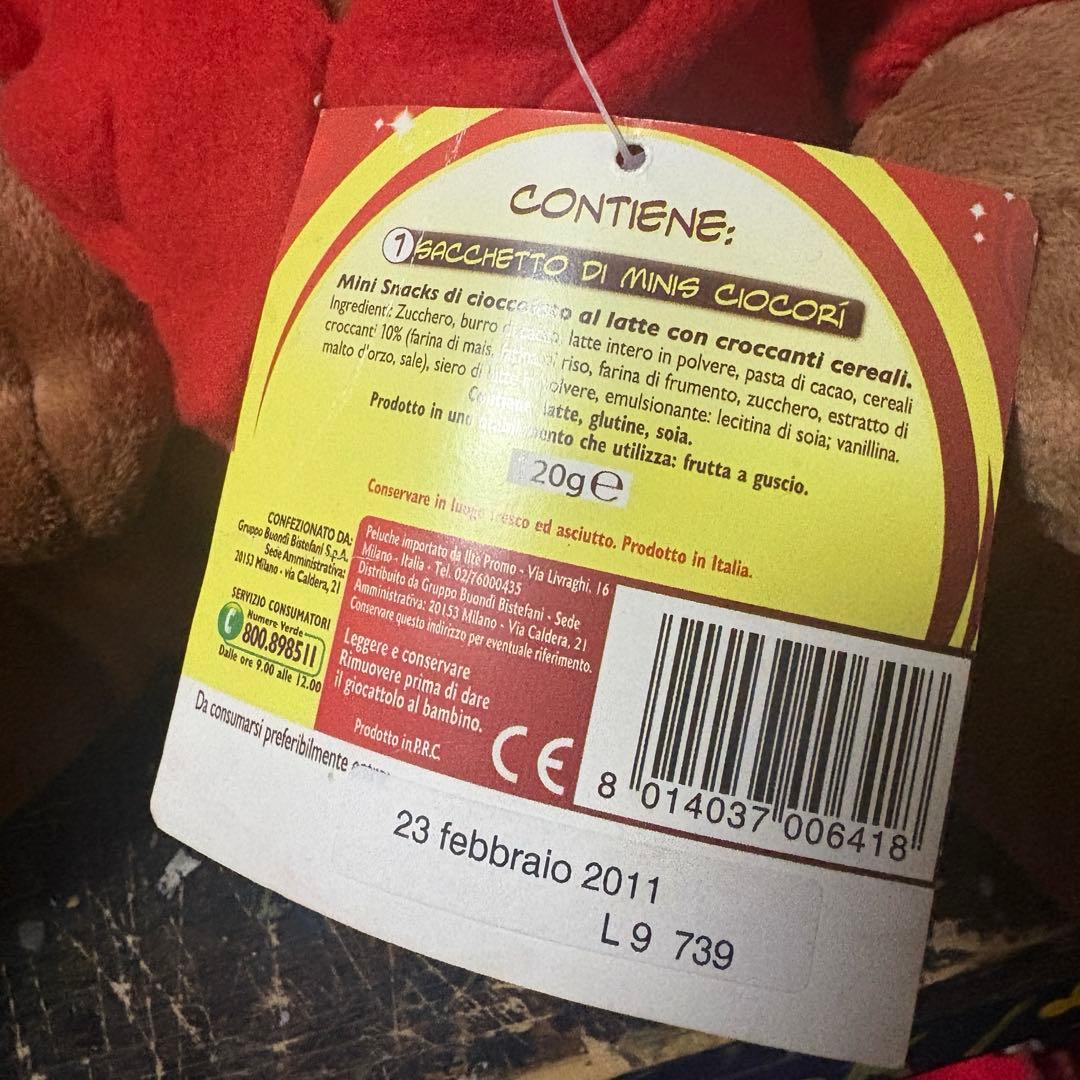 CONTIENE:
1 SACCHETTO DI MINIS CIOCORÍ
Mini Snacks di cioccolato al latte con croccanti cereali.
Ingredienti: Zucchero, burro di cacao, latte intero in polvere, pasta di cacao, cereali
croccanti 10% (farina di mais, farina di riso, farina di frumento, zucchero, estratto di
malto d'orzo, sale), siero di latte in polvere, emulsionante: lecitina di soia; vanillina.
Contiene latte, glutine, soia.
Prodotto in uno stabilimento che utilizza: frutta a guscio.
20g e
Conservare in luogo fresco ed asciutto. Prodotto in Italia.
CONFEZIONATO DA:
Gruppo Buondì Bistefani S.p.A.
Sede Amministrativa:
20153 Milano - via Caldera, 21
SERVIZIO CONSUMATORI
Numero Verde
800.898511
Dalle ore 9.00 alle 12.00
Peluche importato da Ilte Promo - Via Livraghi, 16
Milano - Italia - Tel. 02/76000435
Distribuito da Gruppo Buondì Bistefani - Sede
Amministrativa: 20153 Milano - Via Caldera, 21
Conservare questo indirizzo per eventuale riferimento.
Leggere e conservare
Rimuovere prima di dare
il giocattolo al bambino.
Prodotto in P.R.C.
CE
8 014037 006418
Da consumarsi preferibilmente
23 febbraio 2011
L 9 739